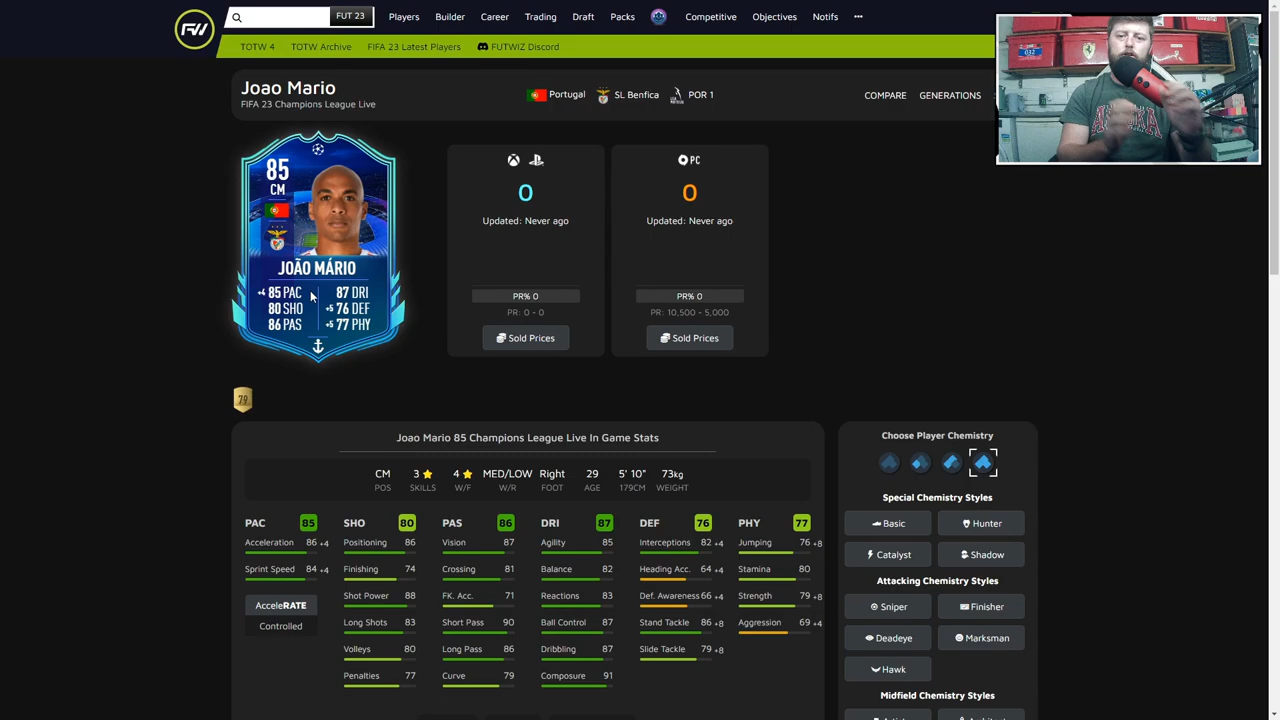 FW
FUT 23
Players
Builder
Career
Trading
Draft
Packs
Competitive
Objectives
Notifs
TOTW 4
TOTW Archive
FIFA 23 Latest Players
FUTWIZ Discord
Joao Mario
FIFA 23 Champions League Live
Portugal
SL Benfica
POR 1
COMPARE
GENERATIONS
85
CM
JOÃO MÁRIO
+4 85 PAC
87 DRI
80 SHO
+5 76 DEF
86 PAS
+5 77 PHY
0
Updated: Never ago
PR% 0
PR: 0 - 0
Sold Prices
PC
0
Updated: Never ago
PR% 0
PR: 10,500 - 5,000
Sold Prices
79
Joao Mario 85 Champions League Live In Game Stats
CM
POS
3
SKILLS
4
W/F
MED/LOW
W/R
Right
FOOT
29
AGE
5' 10"
179CM
73kg
WEIGHT
PAC 85
Acceleration 86 +4
Sprint Speed 84 +4
AcceleRATE
Controlled
SHO 80
Positioning 86
Finishing 74
Shot Power 88
Long Shots 83
Volleys 80
Penalties 77
PAS 86
Vision 87
Crossing 81
FK. Acc. 71
Short Pass 90
Long Pass 86
Curve 79
DRI 87
Agility 85
Balance 82
Reactions 83
Ball Control 87
Dribbling 87
Composure 91
DEF 76
Interceptions 82 +4
Heading Acc. 64 +4
Def. Awareness 66 +4
Stand Tackle 86 +8
Slide Tackle 79 +8
PHY 77
Jumping 76 +8
Stamina 80
Strength 79 +8
Aggression 69 +4
Choose Player Chemistry
Special Chemistry Styles
Basic
Hunter
Catalyst
Shadow
Attacking Chemistry Styles
Sniper
Finisher
Deadeye
Marksman
Hawk
Midfield Chemistry Styles